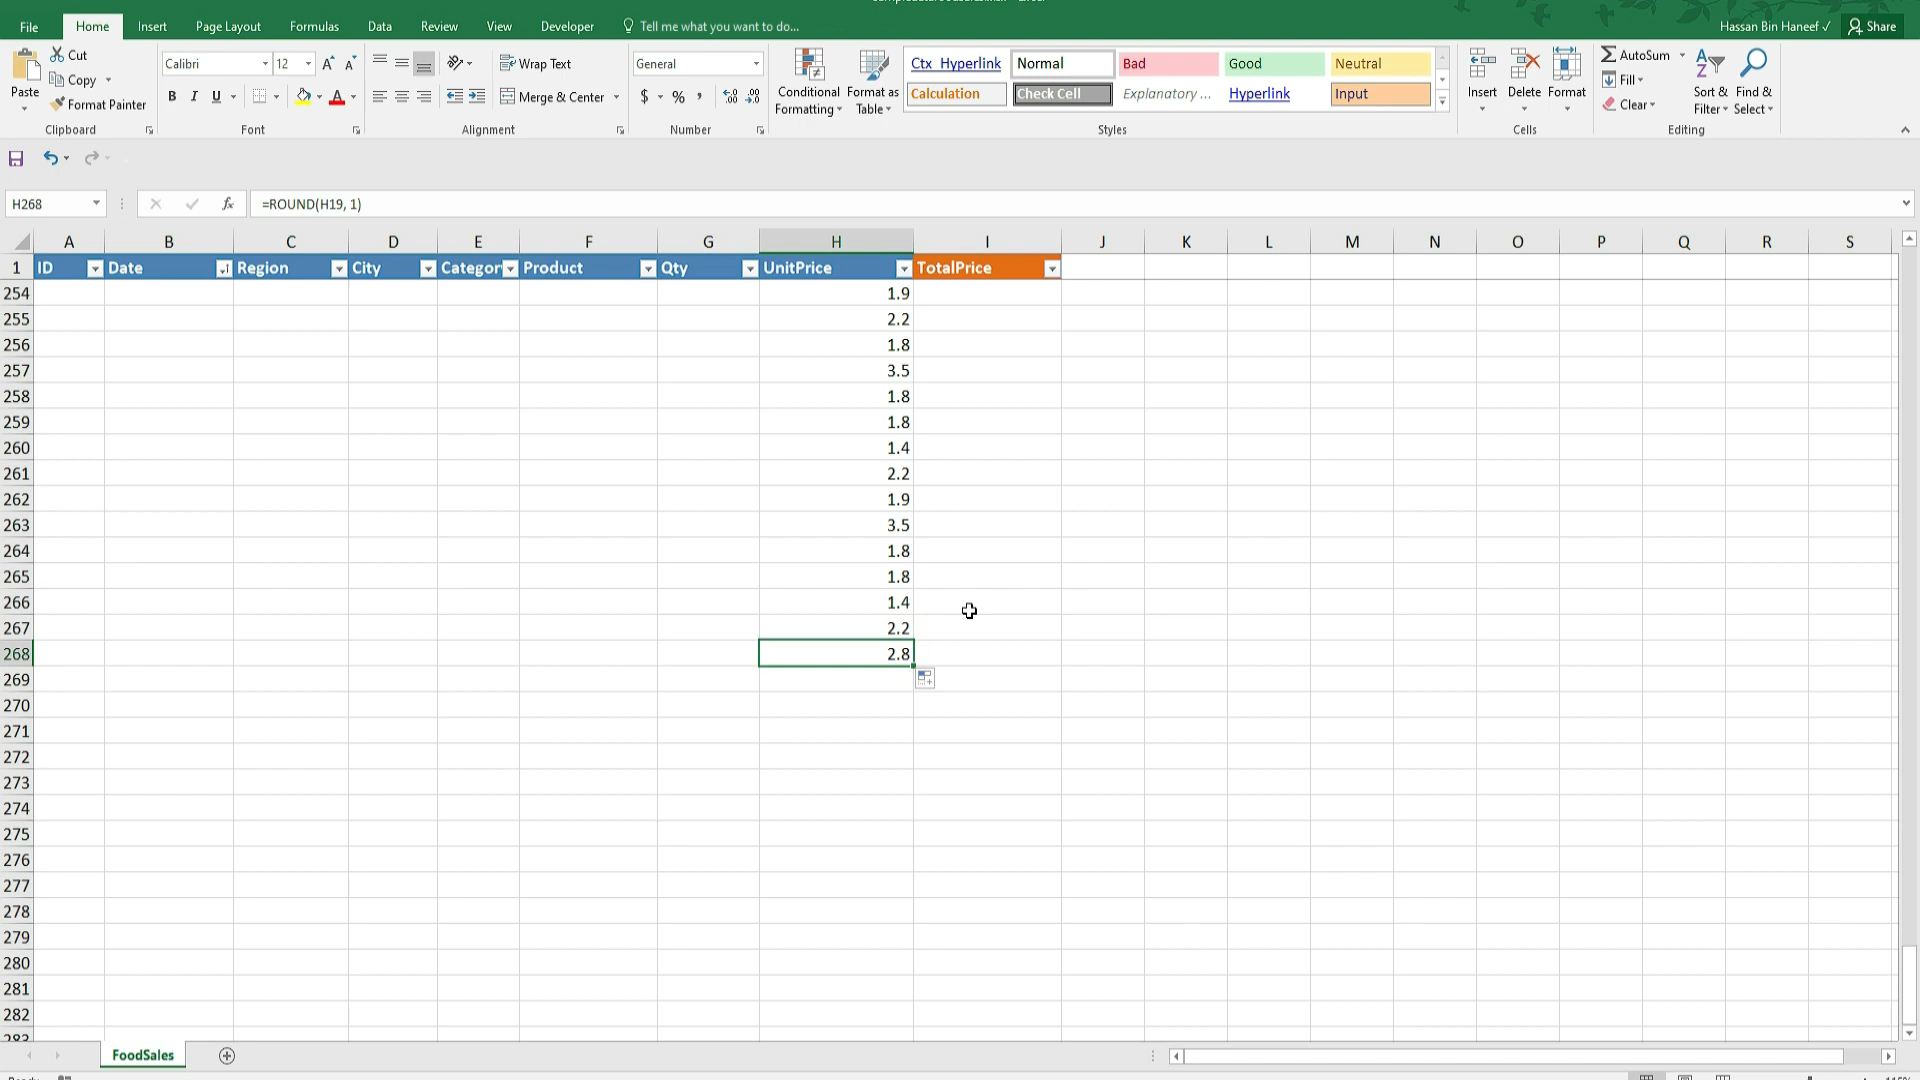 File Home Insert Page Layout Formulas Data Review View Developer Tell me what you want to do... Hassan Bin Haneef ✓ Share
Paste Cut Copy Format Painter Clipboard
Calibri 12 B I U Font
Wrap Text Merge & Center Alignment
General $ % , Number
Conditional Formatting Format as Table
Ctx_Hyperlink Normal Bad Good Neutral
Calculation Check Cell Explanatory ... Hyperlink Input
Styles
Insert Delete Format Cells
AutoSum Fill Clear Sort & Filter Find & Select Editing
H268 fx =ROUND(H19, 1)
A B C D E F G H I J K L M N O P Q R S
1 ID Date Region City Categor Product Qty UnitPrice TotalPrice
254 1.9
255 2.2
256 1.8
257 3.5
258 1.8
259 1.8
260 1.4
261 2.2
262 1.9
263 3.5
264 1.8
265 1.8
266 1.4
267 2.2
268 2.8
269
270
271
272
273
274
275
276
277
278
279
280
281
282
283
FoodSales